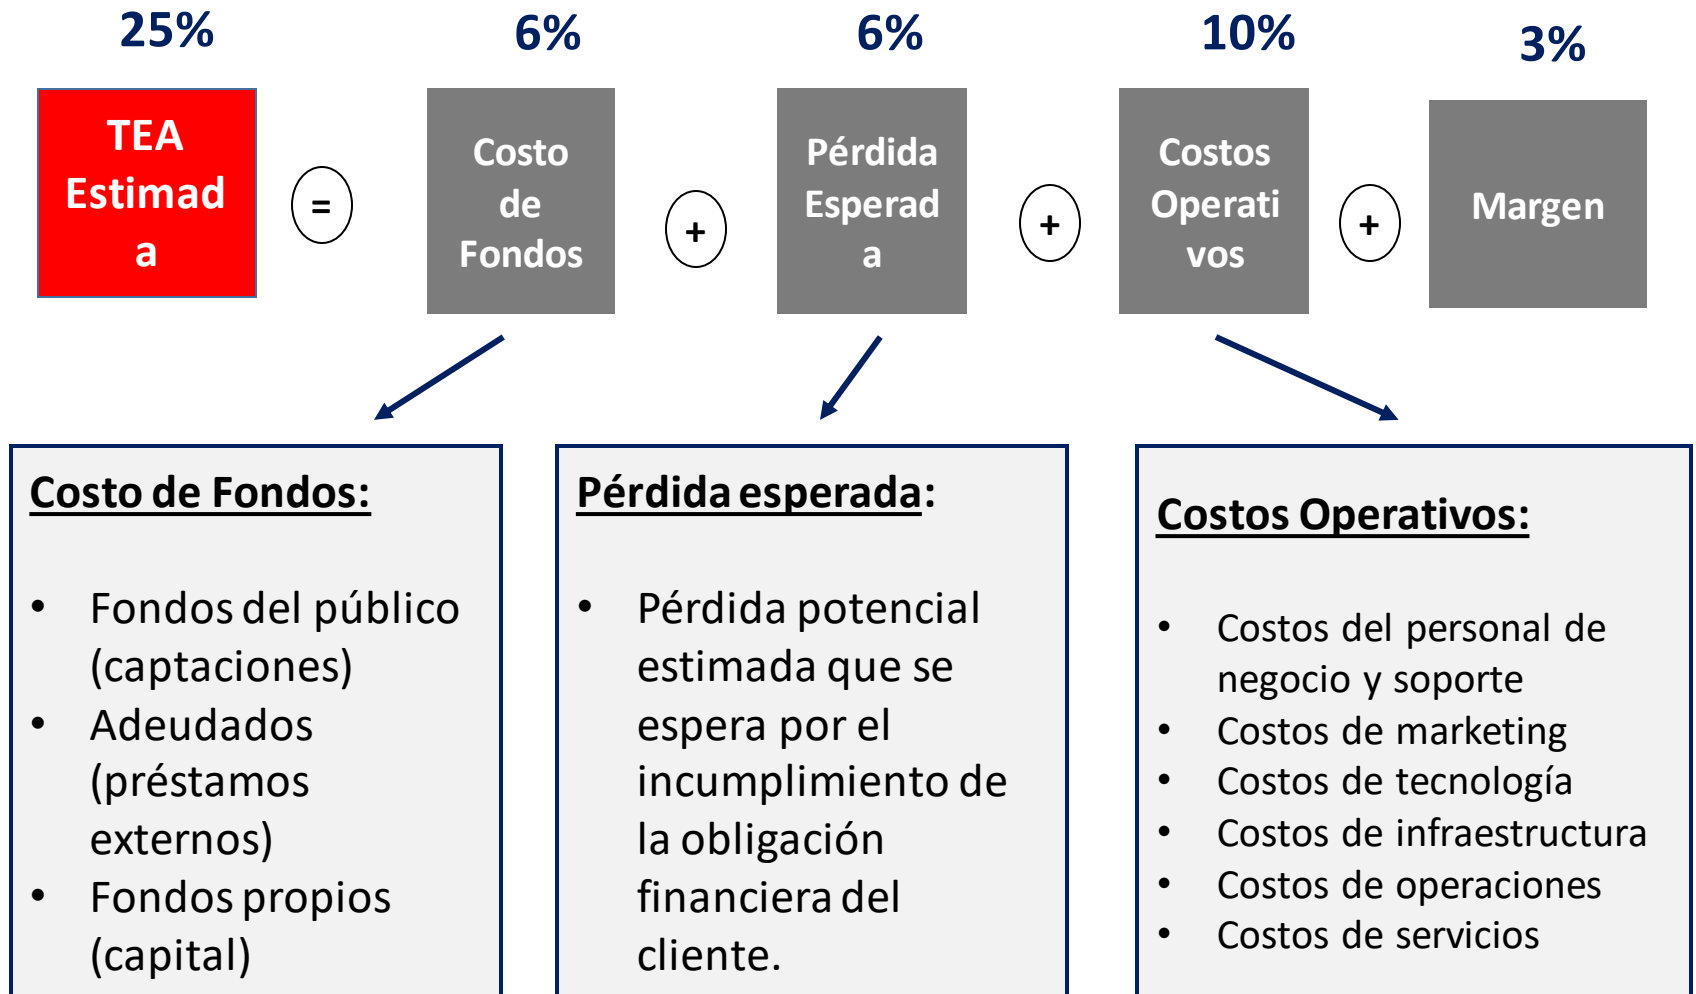 25%
6%
6%
10%
3%
TEA
Estimad
a
=
Costo
de
Fondos
+
Pérdida
Esperad
a
+
Costos
Operati
vos
+
Margen
Costo de Fondos:
• Fondos del público
(captaciones)
• Adeudados
(préstamos
externos)
• Fondos propios
(capital)
Pérdida esperada:
• Pérdida potencial
estimada que se
espera por el
incumplimiento de
la obligación
financiera del
cliente.
Costos Operativos:
• Costos del personal de
negocio y soporte
• Costos de marketing
• Costos de tecnología
• Costos de infraestructura
• Costos de operaciones
• Costos de servicios